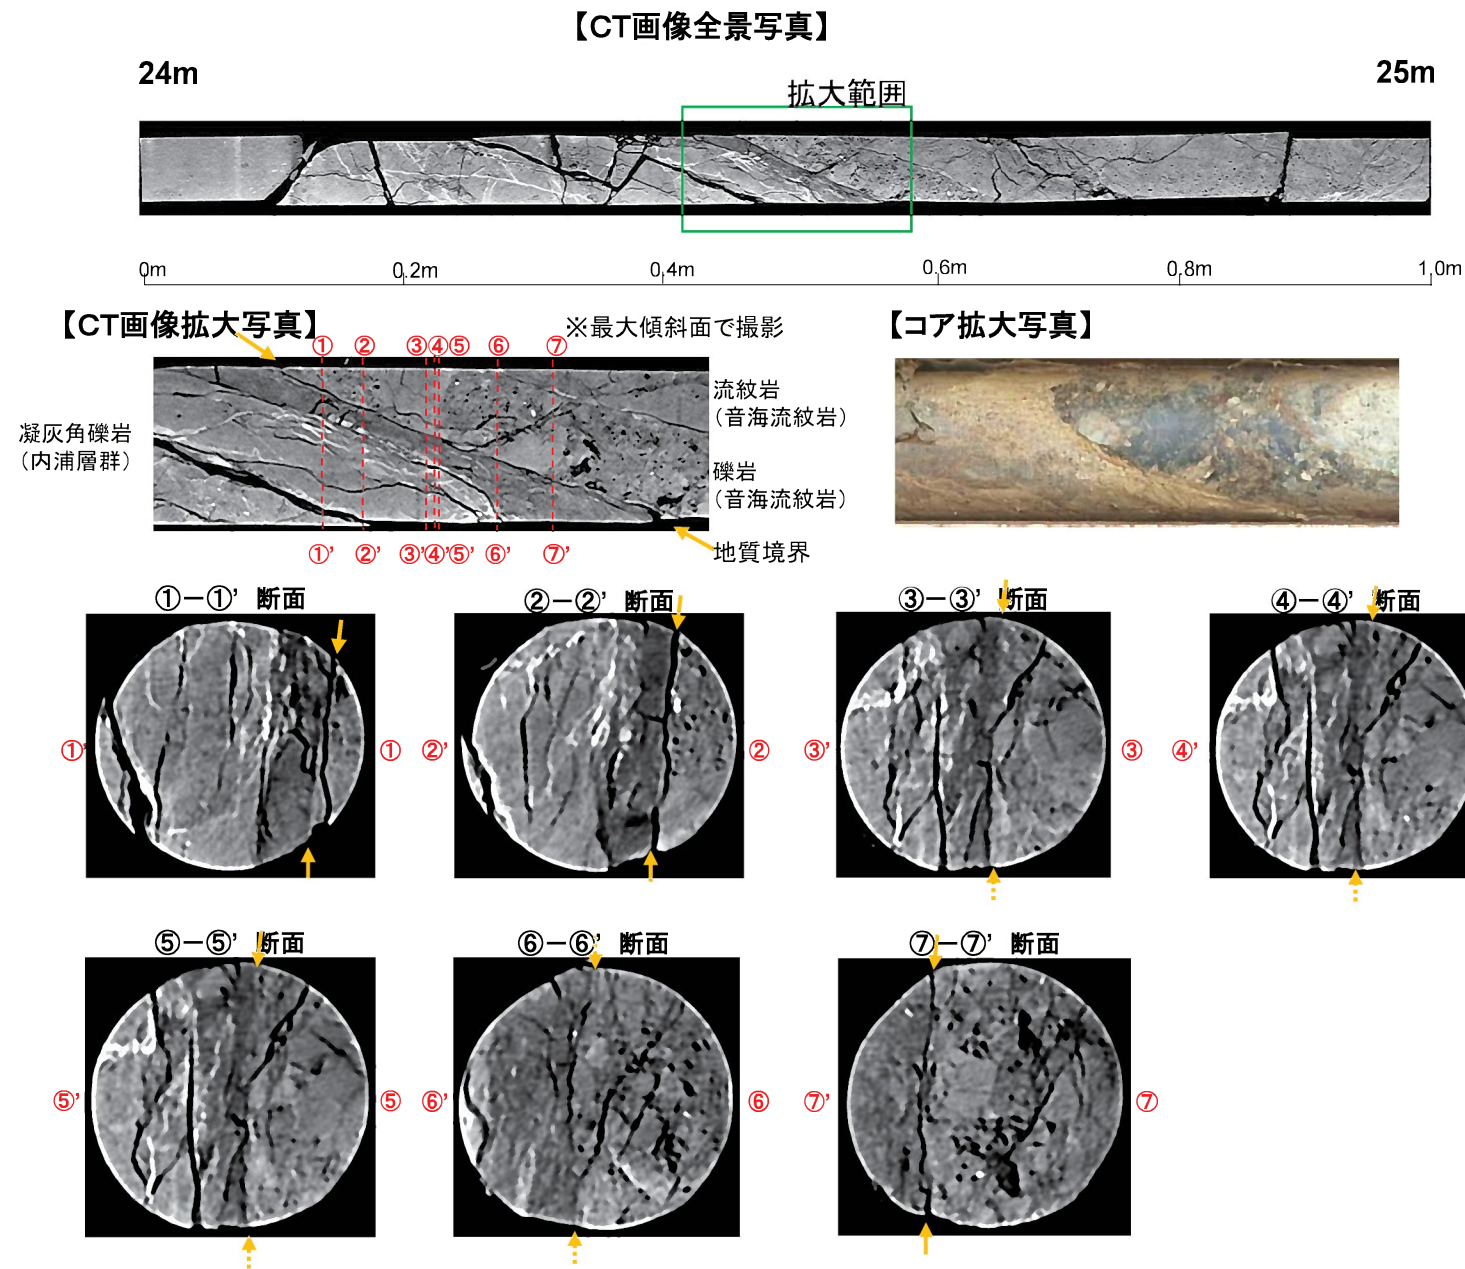 【CT画像全景写真】
24m
25m
拡大範囲
0m 0.2m 0.4m 0.6m 0.8m 1.0m
【CT画像拡大写真】
※最大傾斜面で撮影
【コア拡大写真】
① ② ③ ④ ⑤ ⑥ ⑦
流紋岩
（音海流紋岩）
凝灰角礫岩
（内浦層群）
礫岩
（音海流紋岩）
地質境界
①’ ②’ ③’ ④’ ⑤’ ⑥’ ⑦’
①－①’ 断面
②－②’ 断面
③－③’ 断面
④－④’ 断面
①’ ①
②’ ②
③’ ③
④’
⑤－⑤’ 断面
⑥－⑥’ 断面
⑦－⑦’ 断面
⑤’ ⑤
⑥’ ⑥
⑦’ ⑦